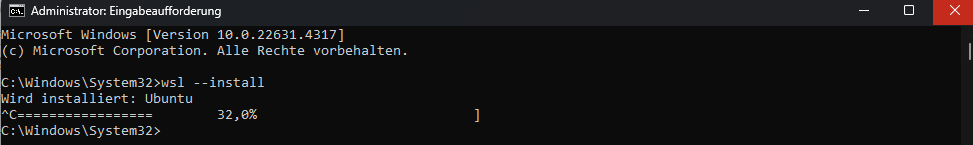 Administrator: Eingabeaufforderung
Microsoft Windows [Version 10.0.22631.4317]
(c) Microsoft Corporation. Alle Rechte vorbehalten.
C:\Windows\System32>wsl --install
Wird installiert: Ubuntu
^C=================        32,0%                           ]
C:\Windows\System32>